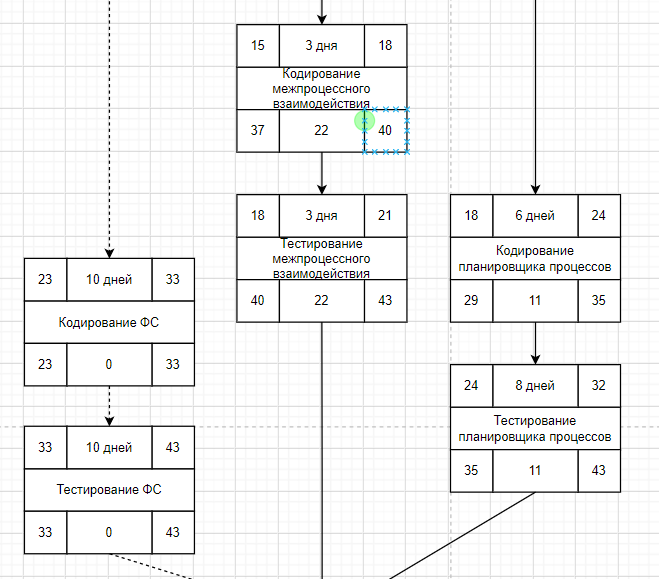 15 3 дня 18
Кодирование
межпроцессного
взаимодействия
37 22 40
18 3 дня 21
Тестирование
межпроцессного
взаимодействия
40 22 43
18 6 дней 24
Кодирование
планировщика процессов
29 11 35
23 10 дней 33
Кодирование ФС
23 0 33
24 8 дней 32
Тестирование
планировщика процессов
35 11 43
33 10 дней 43
Тестирование ФС
33 0 43